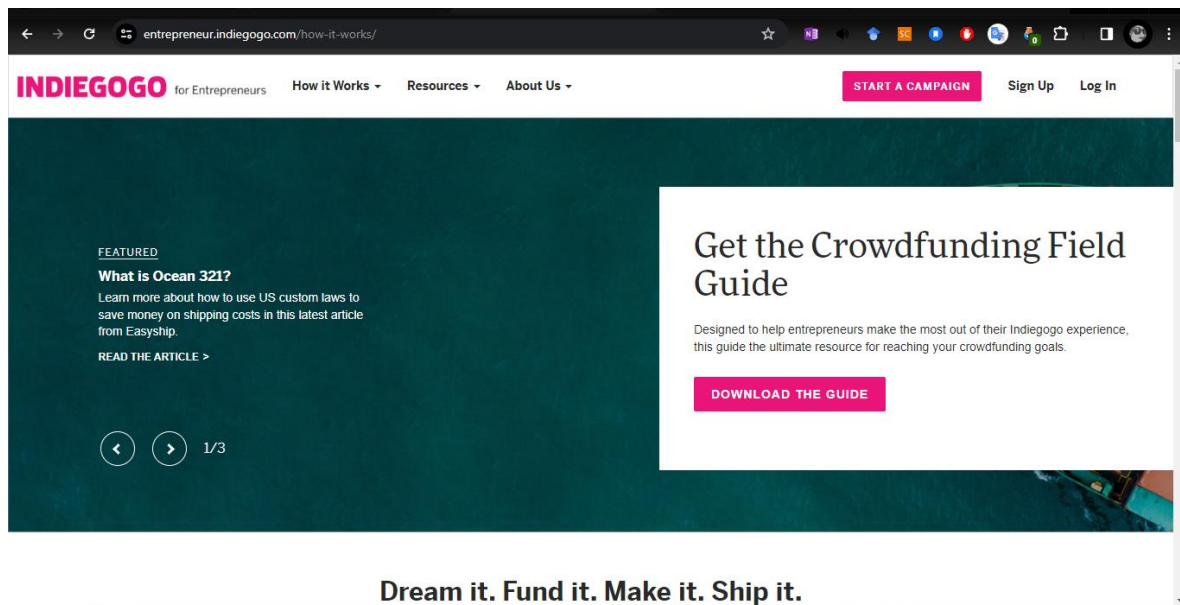 entrepreneur.indiegogo.com/how-it-works/
INDIEGOGO for Entrepreneurs How it Works Resources About Us START A CAMPAIGN Sign Up Log In
FEATURED
What is Ocean 321?
Learn more about how to use US custom laws to
save money on shipping costs in this latest article
from Easyship.
READ THE ARTICLE >
1/3
Get the Crowdfunding Field
Guide
Designed to help entrepreneurs make the most out of their Indiegogo experience,
this guide the ultimate resource for reaching your crowdfunding goals.
DOWNLOAD THE GUIDE
Dream it. Fund it. Make it. Ship it.